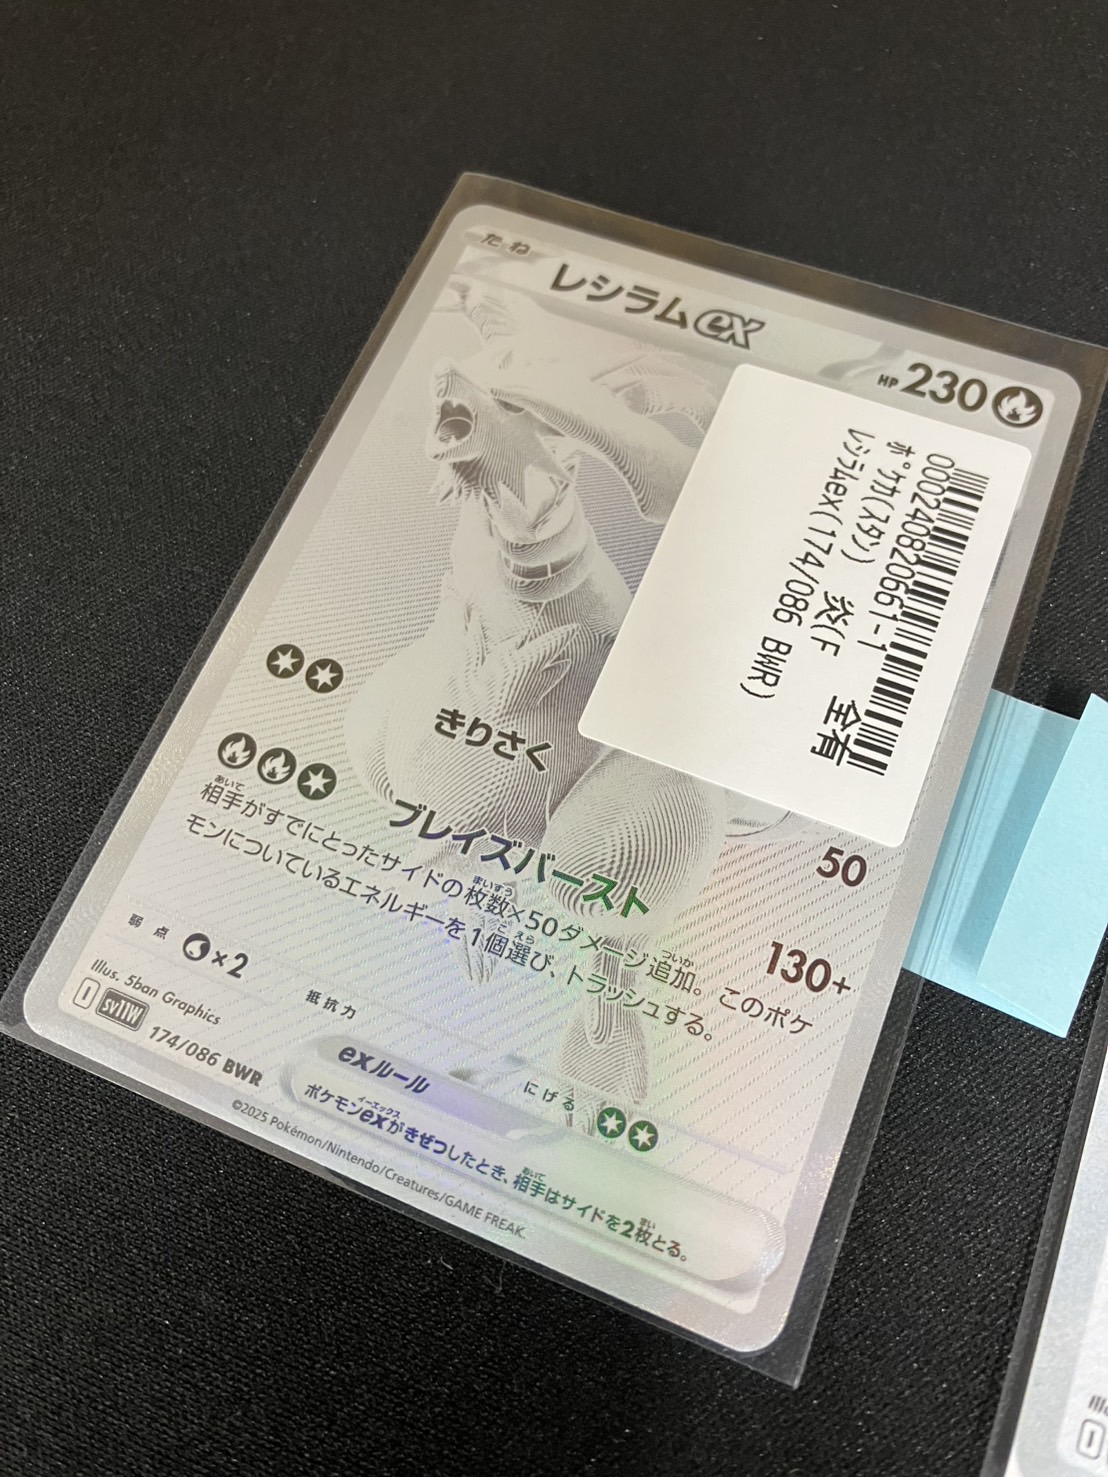 たね
レシラムex
HP 230
000240820661-1
ポケカ(スタン) 炎(F 全有
レシラムex(174/086 BWR)
きりさく 50
ブレイズバースト 130+
相手がすでにとったサイドの枚数×50ダメージ追加。このポケ
モンについているエネルギーを1個選び、トラッシュする。
弱点 ×2
抵抗力
にげる
Illus. 5ban Graphics
D SV11W 174/086 BWR
exルール
ポケモンexがきぜつしたとき、相手はサイドを2枚とる。
©2025 Pokémon/Nintendo/Creatures/GAME FREAK.